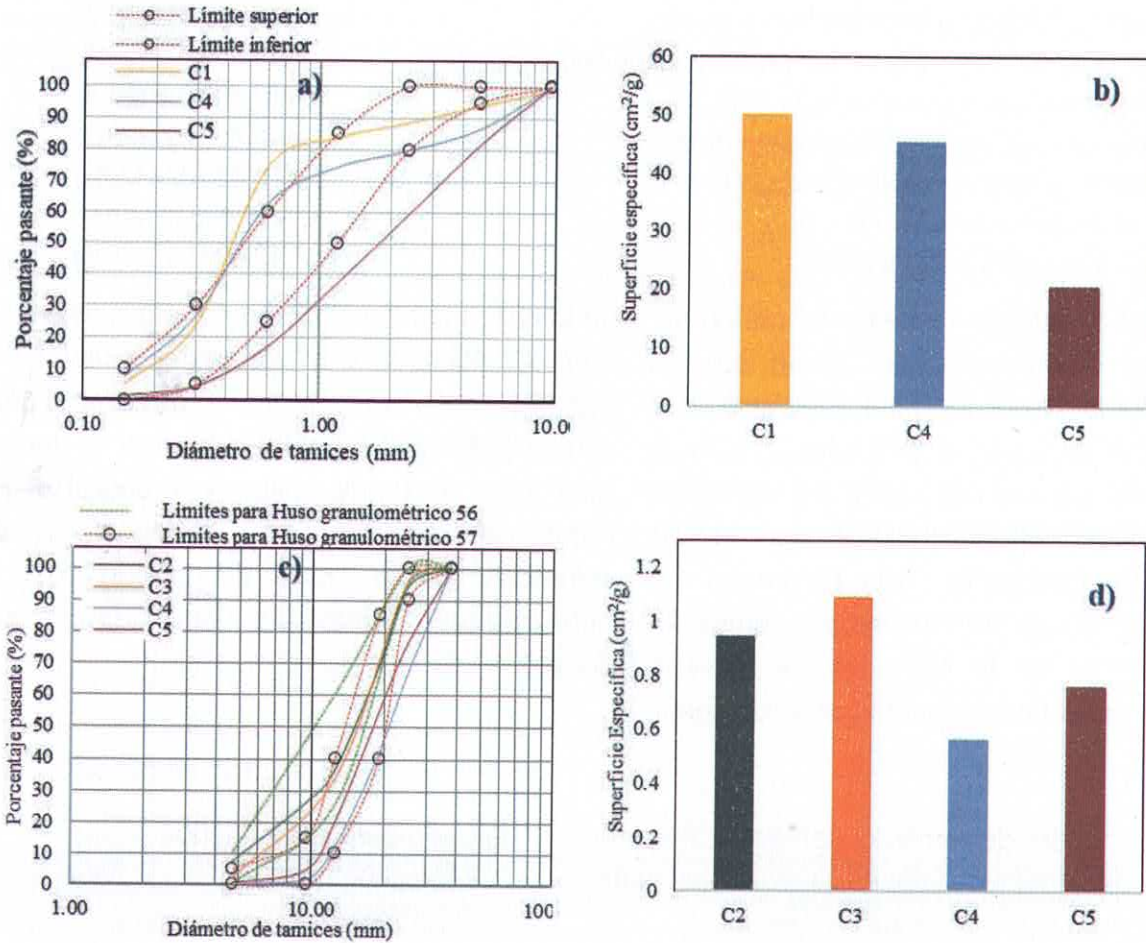 Límite superior
Límite inferior
C1
C4
C5
a)
Porcentaje pasante (%)
100
90
80
70
60
50
40
30
20
10
0
0.10
1.00
10.00
Diámetro de tamices (mm)
b)
Superficie específica (cm²/g)
60
50
40
30
20
10
0
C1
C4
C5
Limites para Huso granulométrico 56
Limites para Huso granulométrico 57
C2
C3
C4
C5
c)
Porcentaje pasante (%)
100
90
80
70
60
50
40
30
20
10
0
1.00
10.00
100
Diámetro de tamices (mm)
d)
Superficie Específica (cm²/g)
1.2
1
0.8
0.6
0.4
0.2
0
C2
C3
C4
C5